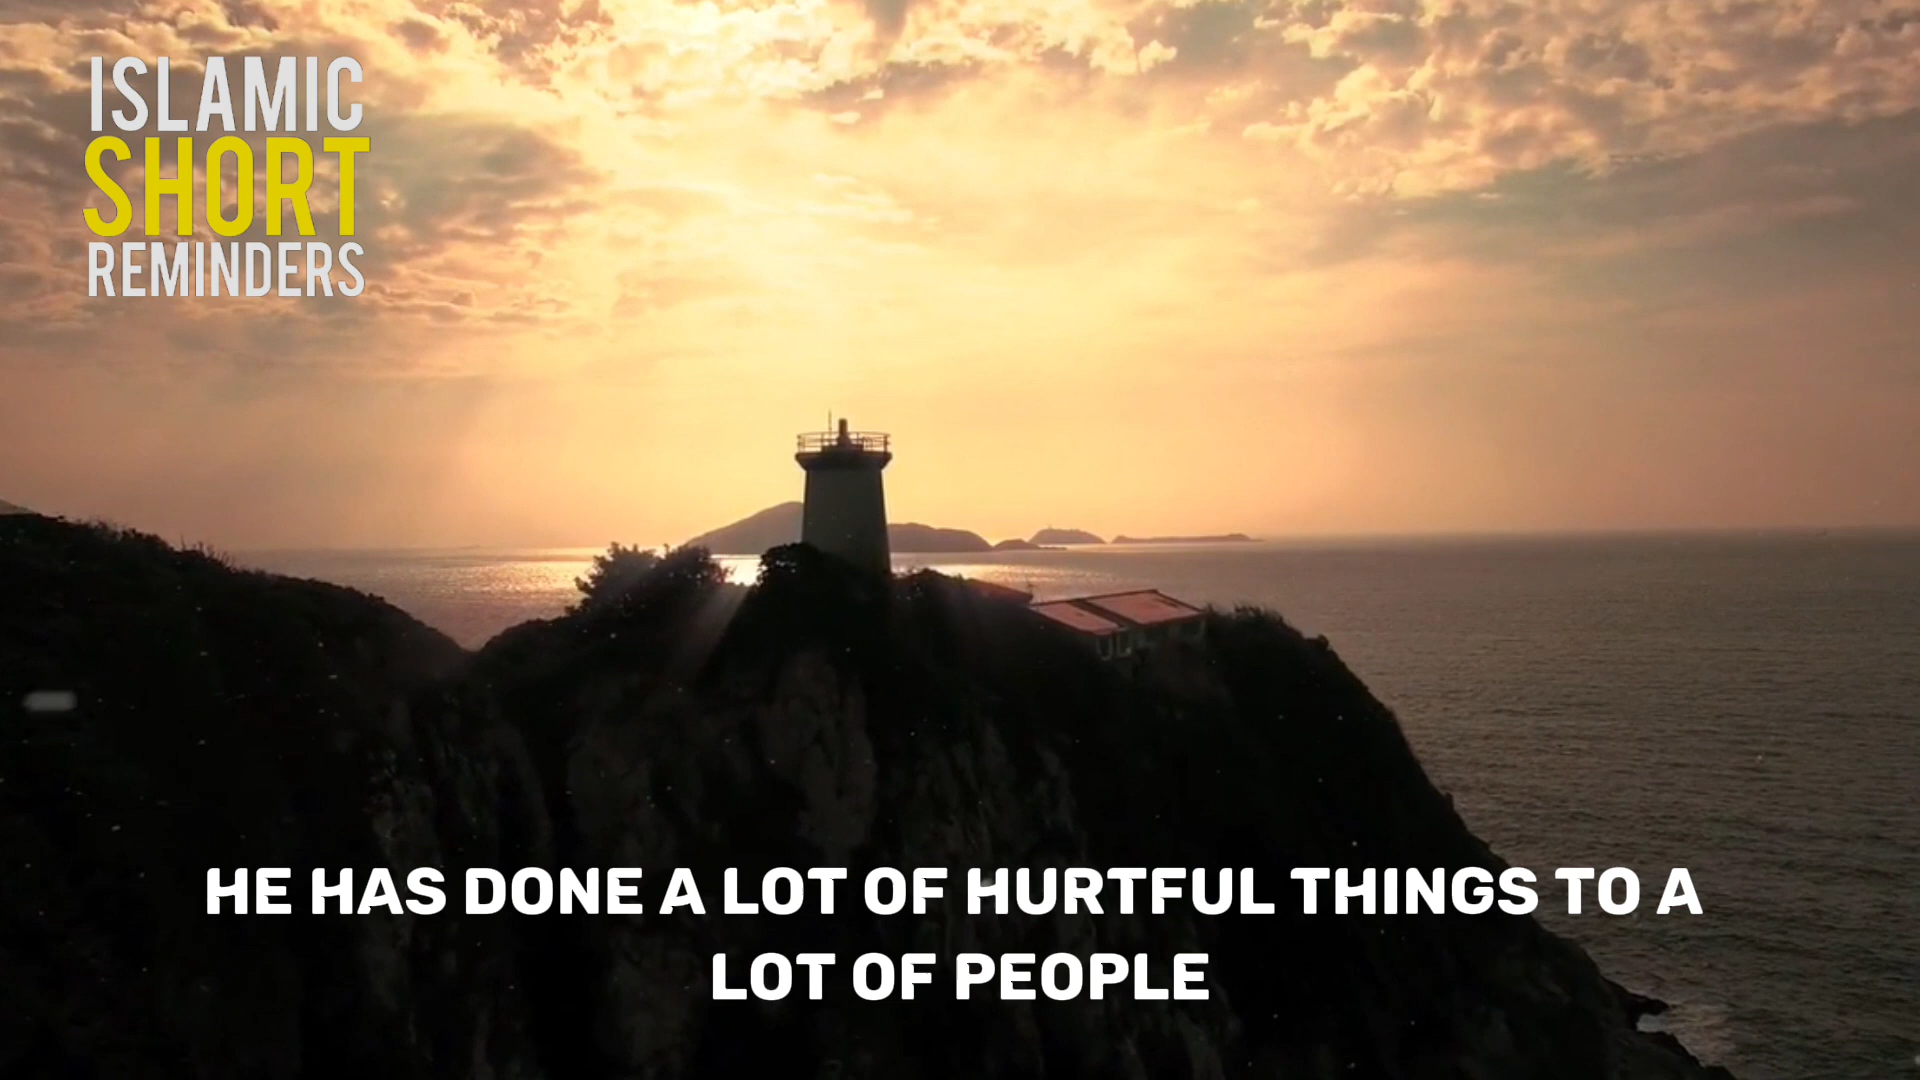 ISLAMIC
SHORT
REMINDERS
HE HAS DONE A LOT OF HURTFUL THINGS TO A
LOT OF PEOPLE